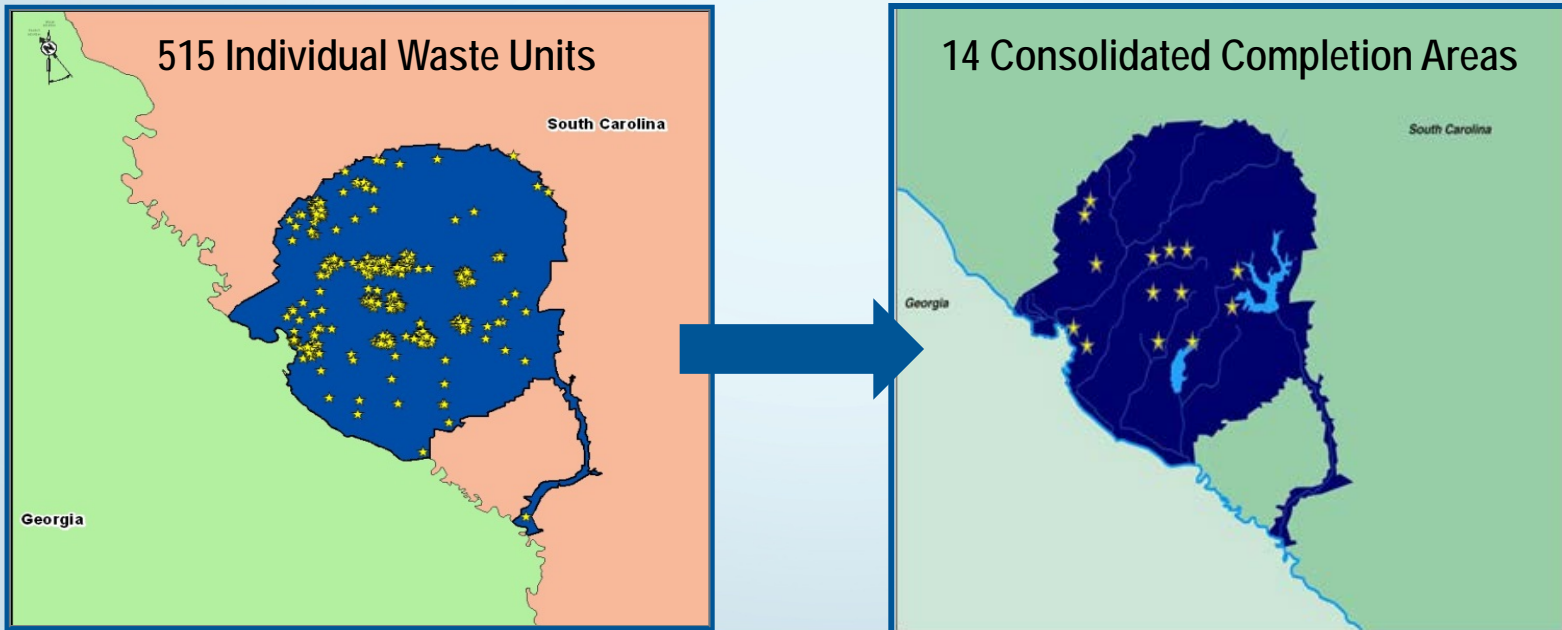 515 Individual Waste Units
South Carolina
Georgia
14 Consolidated Completion Areas
South Carolina
Georgia